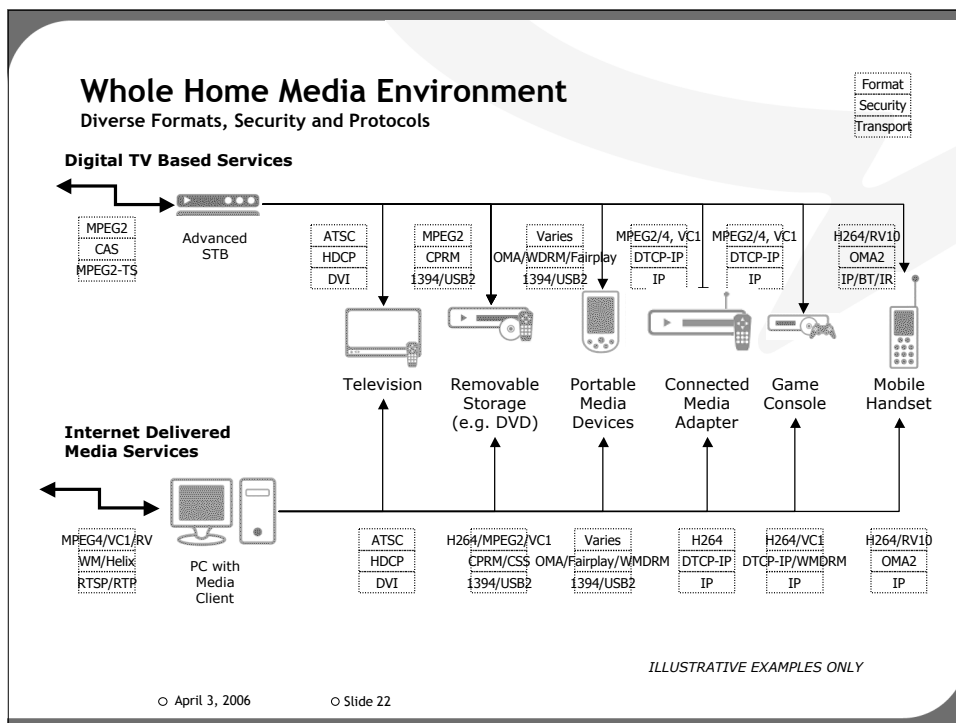 Whole Home Media Environment
Diverse Formats, Security and Protocols
Format
Security
Transport
Digital TV Based Services
MPEG2
CAS
MPEG2-TS
Advanced
STB
ATSC
HDCP
DVI
MPEG2
CPRM
1394/USB2
Varies
OMA/WDRM/Fairplay
1394/USB2
MPEG2/4, VC1
DTCP-IP
IP
MPEG2/4, VC1
DTCP-IP
IP
H264/RV10
OMA2
IP/BT/IR
Television
Removable
Storage
(e.g. DVD)
Portable
Media
Devices
Connected
Media
Adapter
Game
Console
Mobile
Handset
Internet Delivered
Media Services
MPEG4/VC1/RV
WM/Helix
RTSP/RTP
PC with
Media
Client
ATSC
HDCP
DVI
H264/MPEG2/VC1
CPRM/CSS
1394/USB2
Varies
OMA/Fairplay/WMDRM
1394/USB2
H264
DTCP-IP
IP
H264/VC1
DTCP-IP/WMDRM
IP
H264/RV10
OMA2
IP
ILLUSTRATIVE EXAMPLES ONLY
April 3, 2006
Slide 22